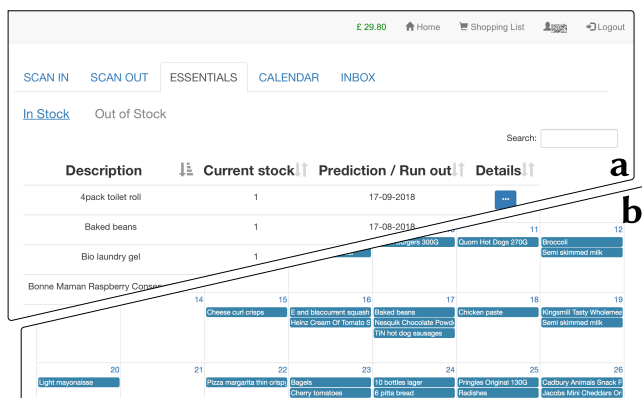 £ 29.80 Home Shopping List Logout
SCAN IN SCAN OUT ESSENTIALS CALENDAR INBOX
In Stock Out of Stock
Search:
Description Current stock Prediction / Run out Details
a
4pack toilet roll 1 17-09-2018 ...
Baked beans 1 17-08-2018
b
11 12
300G Quorn Hot Dogs 270G Broccoli
Bio laundry gel 1
Semi skimmed milk
Bonne Maman Raspberry
14 15 16 17 18 19
Cheese curl crisps E and blaccurrent squash Baked beans Chicken paste Kingsmill Tasty
Heinz Cream Of Tomato Nesquik Chocolate Semi skimmed milk
TiN hot dog sausages
20 21 22 23 24 25 26
Light mayonaisse Pizza margarita thin Bagels 10 bottles lager Pringles Original 130G Cadbury Animals Snack
Cherry tomatoes 6 pitta bread Radishes Jacobs Mini Cheddars